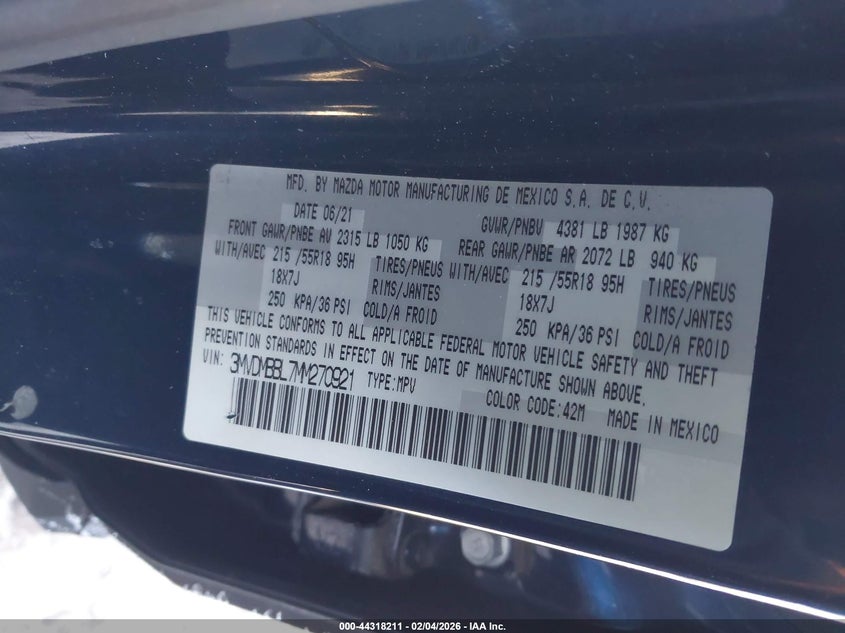 MFD. BY MAZDA MOTOR MANUFACTURING DE MEXICO S.A. DE C.V.
DATE 06/21 GVWR/PNBV 4381 LB 1987 KG
FRONT GAWR/PNBE AV 2315 LB 1050 KG REAR GAWR/PNBE AR 2072 LB 940 KG
WITH/AVEC 215 /55R18 95H TIRES/PNEUS WITH/AVEC 215 /55R18 95H TIRES/PNEUS
18X7J RIMS/JANTES 18X7J RIMS/JANTES
250 KPA/36 PSI COLD/A FROID 250 KPA/36 PSI COLD/A FROID
THIS VEHICLE CONFORMS TO ALL APPLICABLE FEDERAL MOTOR VEHICLE SAFETY AND THEFT
PREVENTION STANDARDS IN EFFECT ON THE DATE OF MANUFACTURE SHOWN ABOVE.
VIN: 3MVDMBBL7MM270921 TYPE:MPV
COLOR CODE:42M MADE IN MEXICO
000-44318211 - 02/04/2026 - IAA Inc.